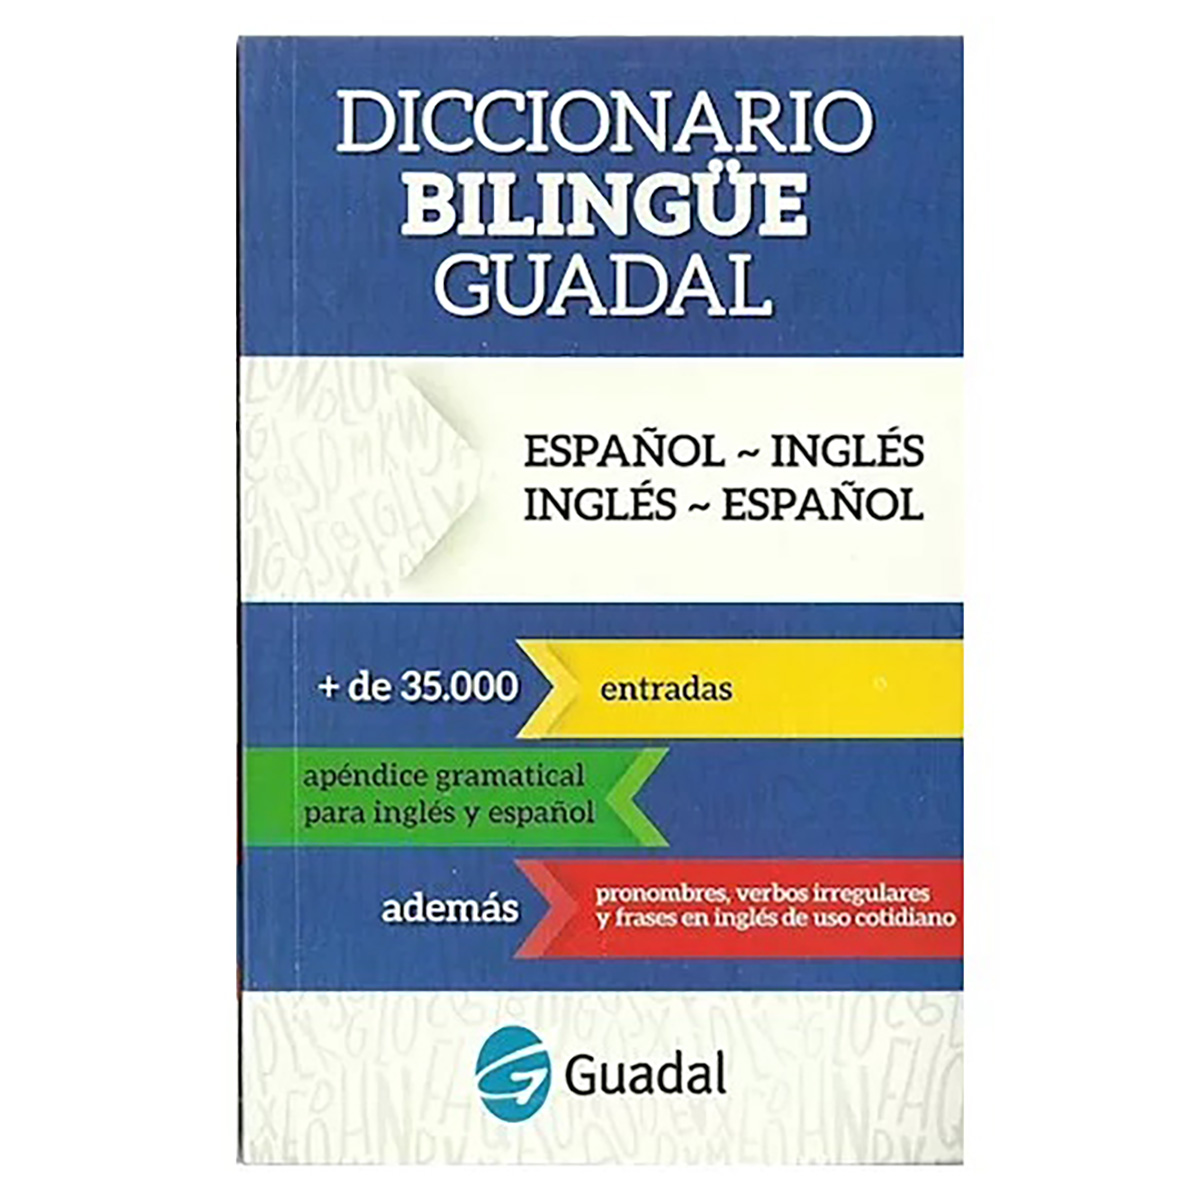 DICCIONARIO
BILINGÜE
GUADAL
ESPAÑOL ~ INGLÉS
INGLÉS ~ ESPAÑOL
+ de 35.000
entradas
apéndice gramatical
para inglés y español
además
pronombres, verbos irregulares
y frases en inglés de uso cotidiano
Guadal